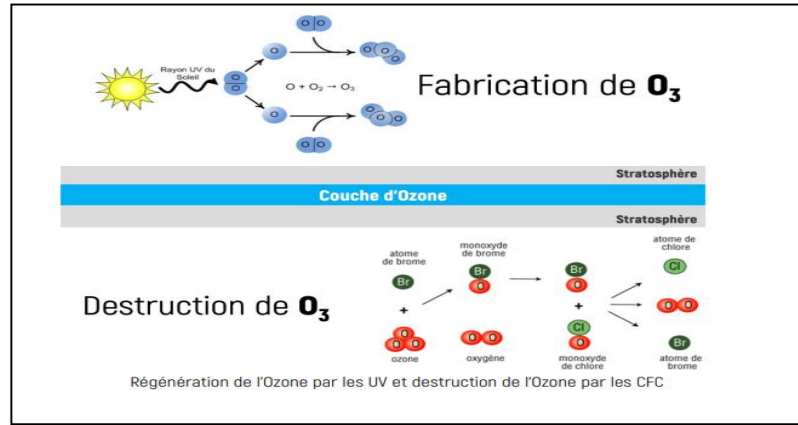 Rayon UV du
Soleil
O O
O
O
O
O + O₂ → O₃
O
O O
O
O
O
O O
O
O
Fabrication de O₃
Stratosphère
Couche d'Ozone
Stratosphère
Destruction de O₃
atome
de brome
Br
+
O
O O
ozone
monoxyde
de brome
Br
O
O O
oxygène
Br
O
+
Cl
O
monoxyde
de chlore
atome de
chlore
Cl
O O
Br
atome de
brome
Régénération de l'Ozone par les UV et destruction de l'Ozone par les CFC